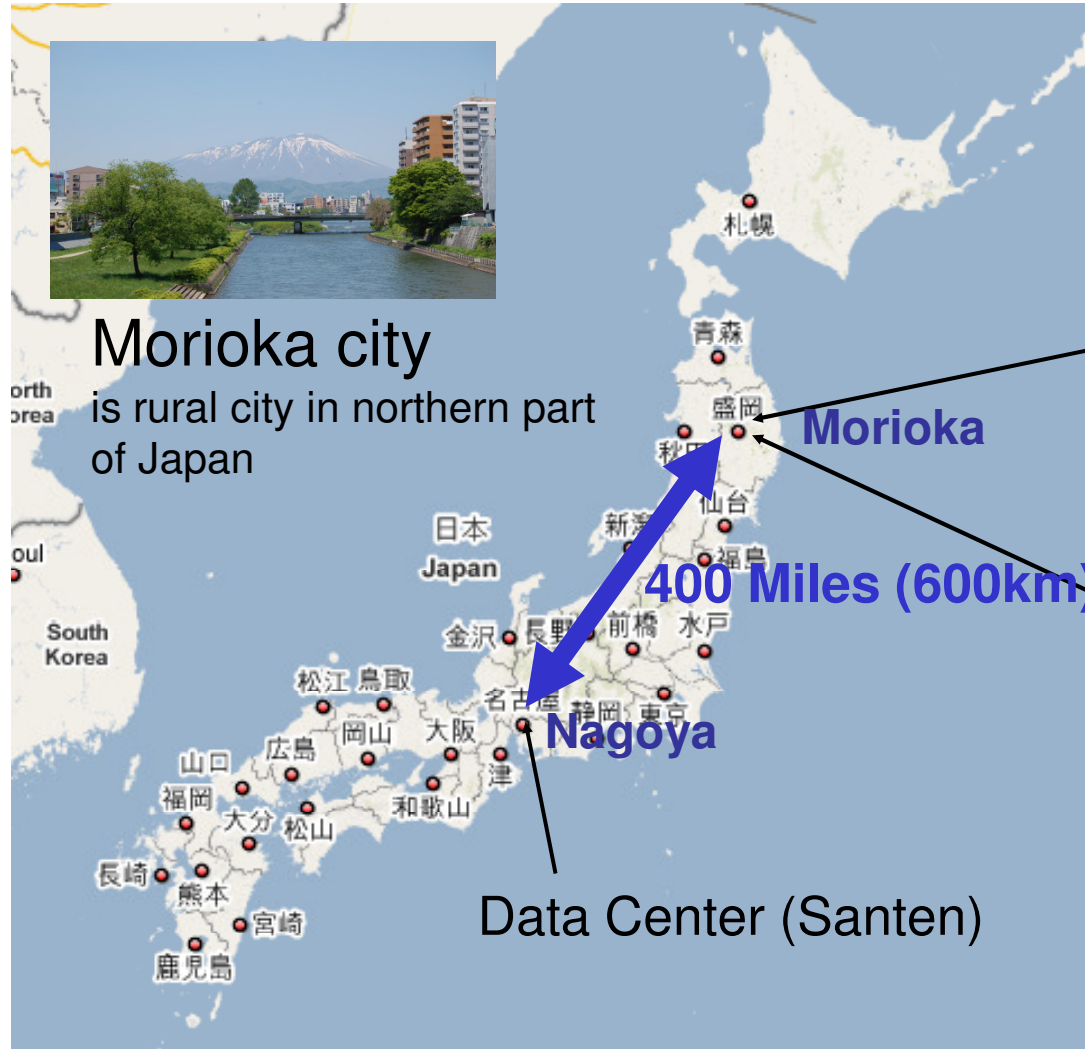 札幌
Morioka city
is rural city in northern part
of Japan
青森
orth
orea
盛岡
Morioka
秋田
仙台
日本
Japan
新潟
oul
福島
400 Miles (600km)
South
Korea
金沢
長野
前橋
水戸
松江
鳥取
名古屋
静岡
東京
Nagoya
岡山
大阪
広島
津
山口
和歌山
福岡
大分
松山
長崎
熊本
宮崎
鹿児島
Data Center (Santen)